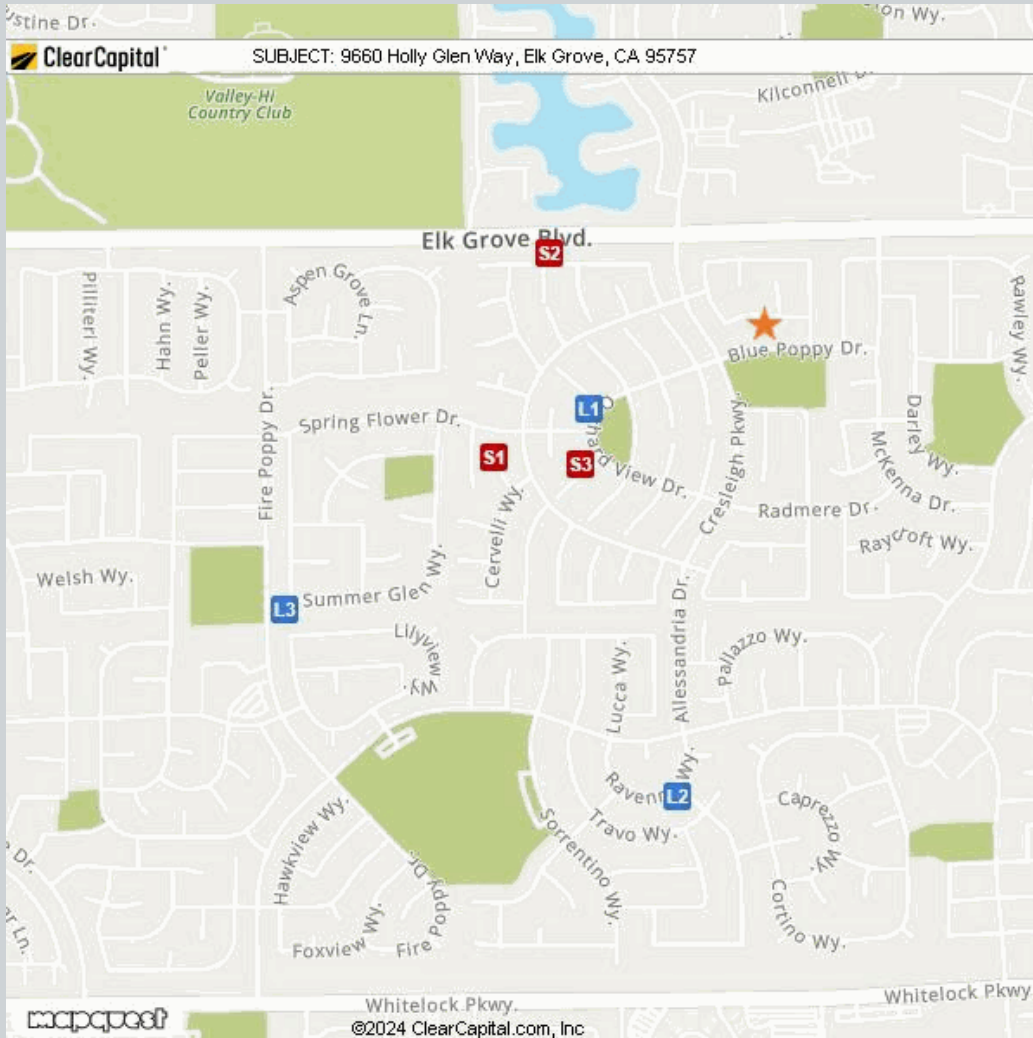 ustine Dr.
on Wy.
ClearCapital
SUBJECT: 9660 Holly Glen Way, Elk Grove, CA 95757
Kilconnell D.
Valley-Hi
Country Club
Elk Grove Blvd.
S2
Pilliteri Wy.
Hahn Wy.
Peller Wy.
Aspen Grove Ln.
Rawley Wy.
Blue Poppy Dr.
Fire Poppy Dr.
Spring Flower Dr.
L1
S1
S3
Orchard View Dr.
Cresleigh Pkwy.
Darley Wy.
McKenna Dr.
Radmere Dr.
Raycroft Wy.
Cervelli Wy.
Welsh Wy.
L3
Summer Glen Wy.
Lilyview Wy.
Lucca Wy.
Allessandria Dr.
Pallazzo Wy.
Raven Wy.
L2
Travo Wy.
Caprezzo Wy.
Hawkview Wy.
Sorrentino Wy.
e Dr.
er Ln.
Foxview Wy.
Fire Poppy Dr.
Cortino Wy.
Whitelock Pkwy.
Whitelock Pkwy
mapquest
©2024 ClearCapital.com, Inc